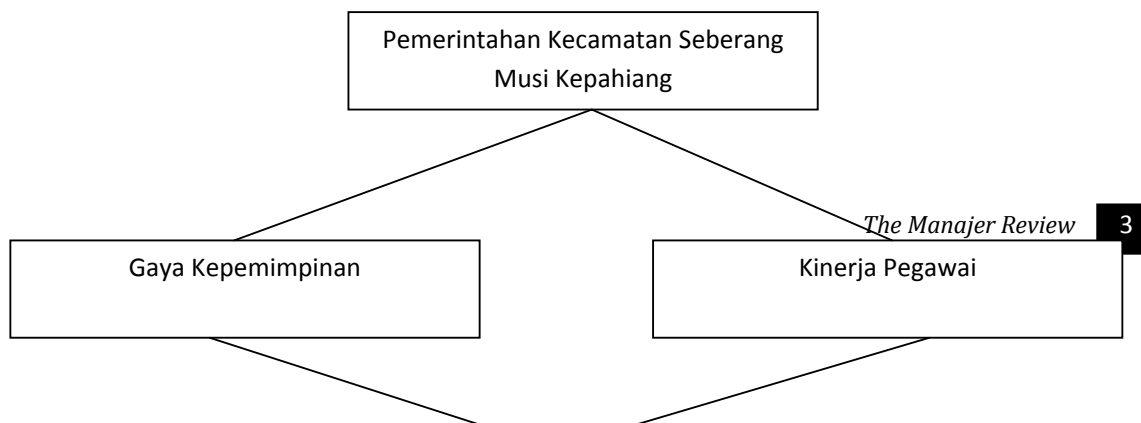 Pemerintahan Kecamatan Seberang
Musi Kepahiang
The Manajer Review 3
Gaya Kepemimpinan
Kinerja Pegawai